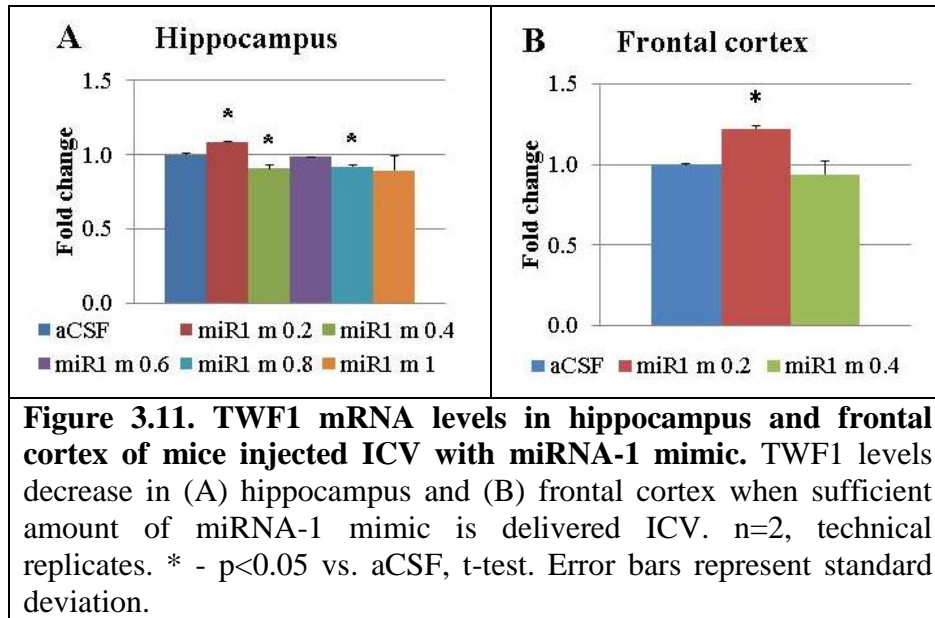 A Hippocampus
Fold change
1.5
*
*
*
1.0
0.5
0.0
aCSF miR1 m 0.2 miR1 m 0.4
miR1 m 0.6 miR1 m 0.8 miR1 m 1
B Frontal cortex
Fold change
1.5
*
1.0
0.5
0.0
aCSF miR1 m 0.2 miR1 m 0.4
Figure 3.11. TWF1 mRNA levels in hippocampus and frontal
cortex of mice injected ICV with miRNA-1 mimic. TWF1 levels
decrease in (A) hippocampus and (B) frontal cortex when sufficient
amount of miRNA-1 mimic is delivered ICV. n=2, technical
replicates. * - p<0.05 vs. aCSF, t-test. Error bars represent standard
deviation.